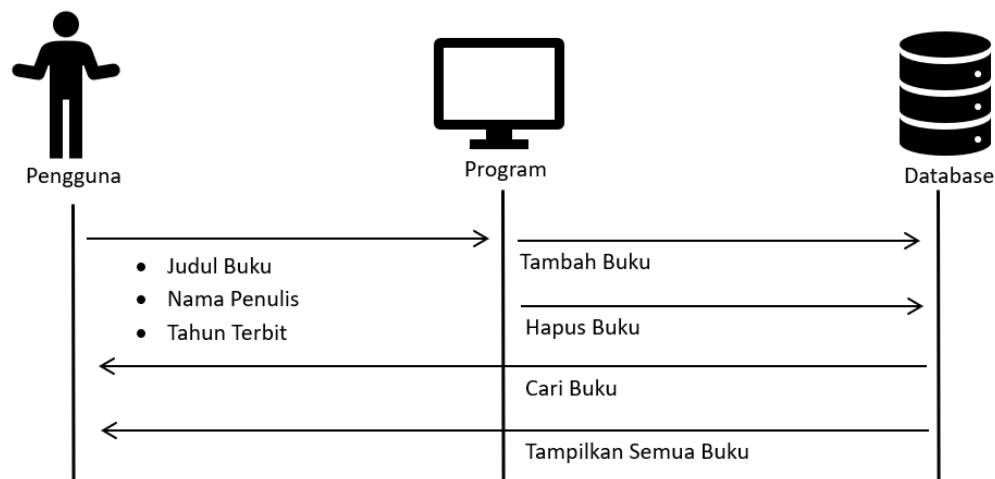 Pengguna
Program
Database
• Judul Buku
• Nama Penulis
• Tahun Terbit
Tambah Buku
Hapus Buku
Cari Buku
Tampilkan Semua Buku